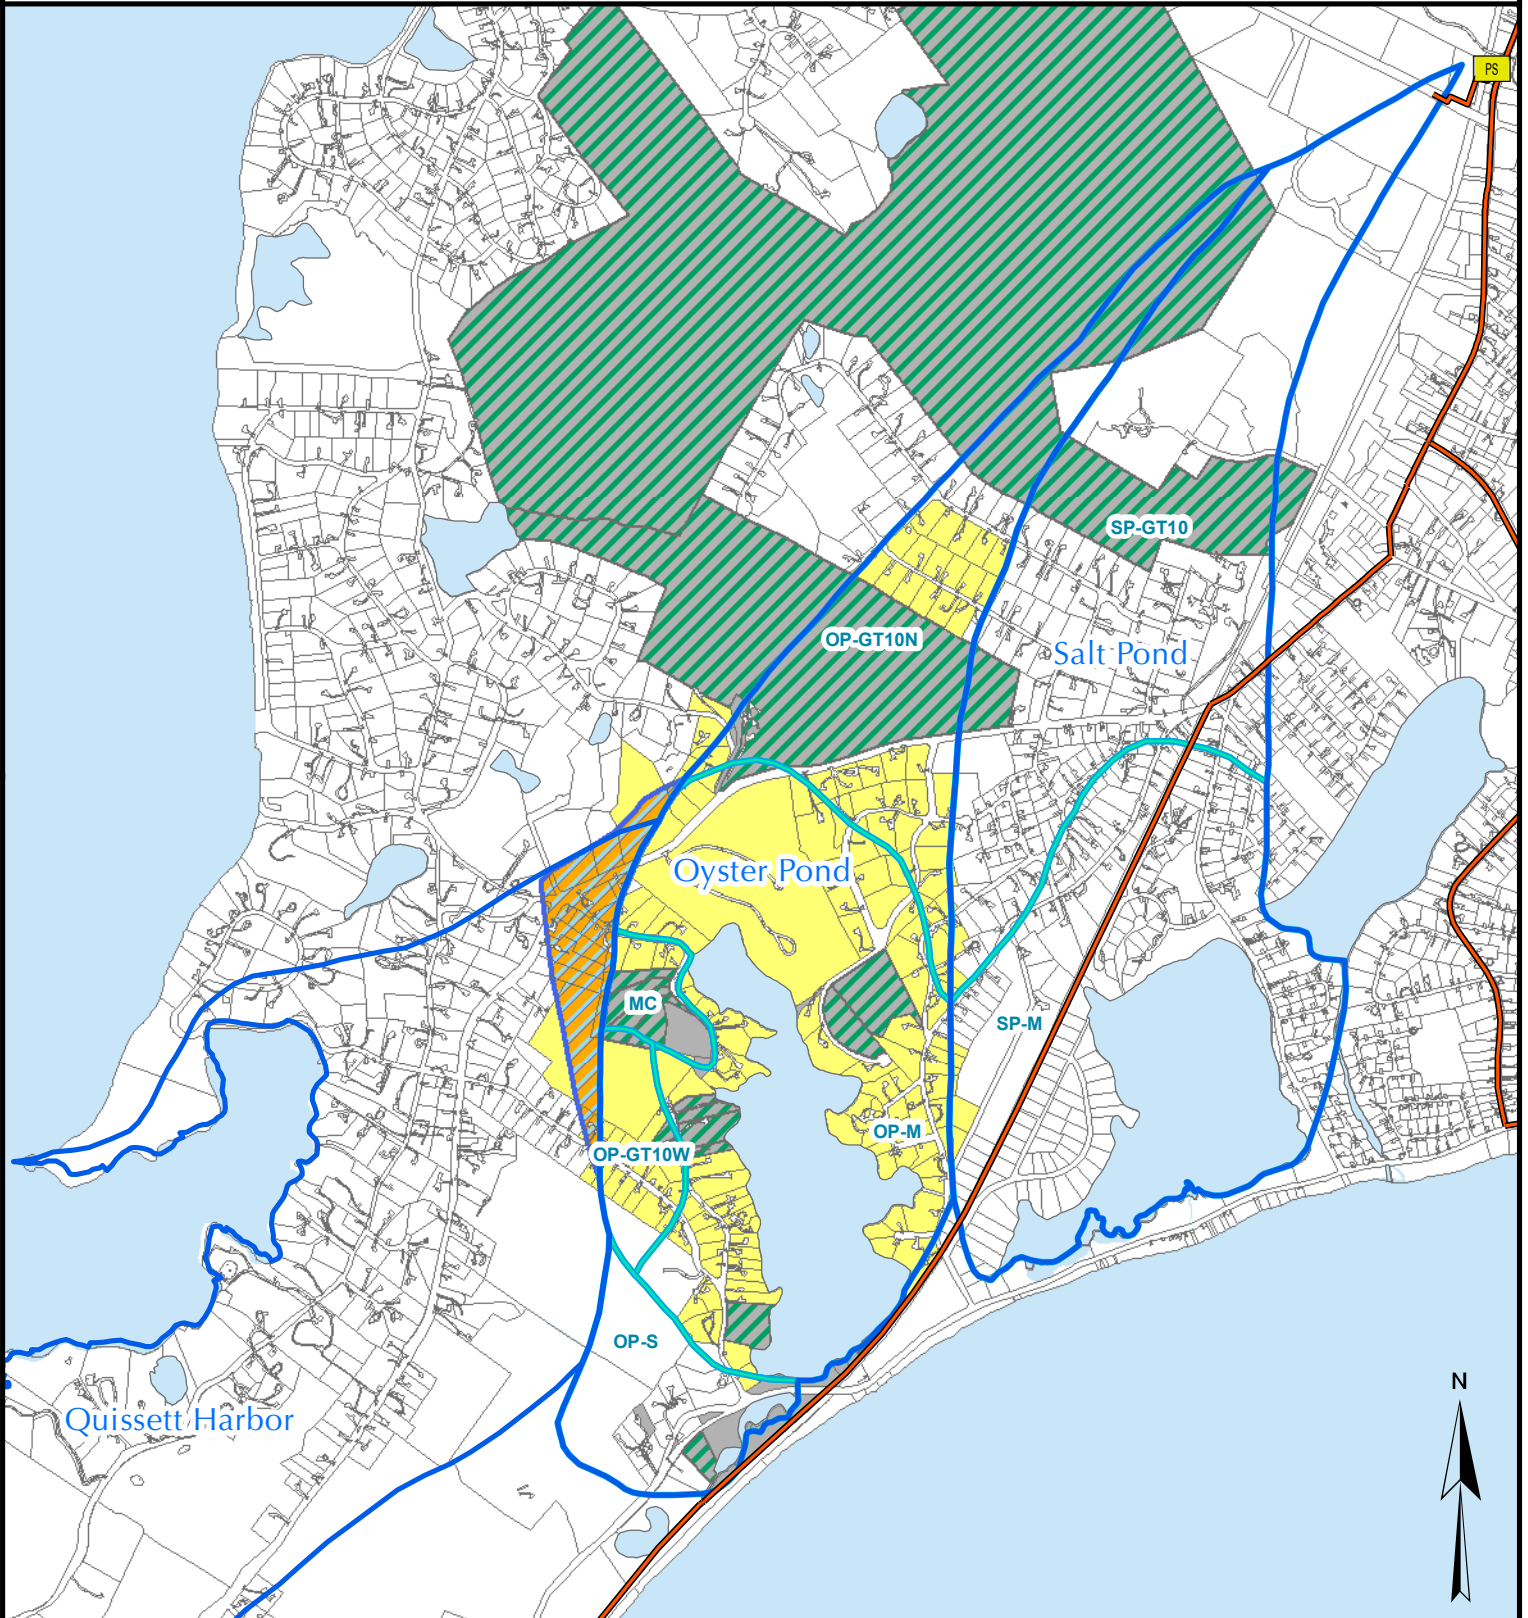 PS
SP-GT10
OP-GT10N
Salt Pond
Oyster Pond
MC
SP-M
OP-M
OP-GT10W
OP-S
N
Quissett Harbor